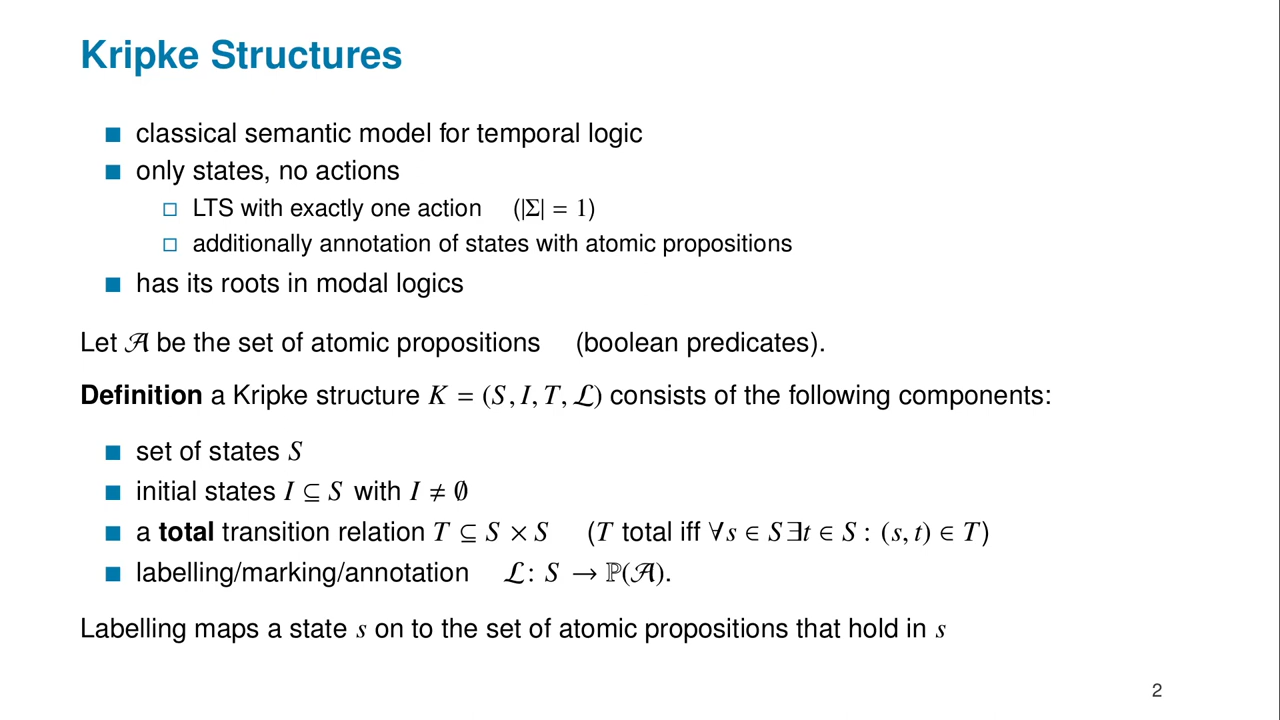 Kripke Structures
classical semantic model for temporal logic
only states, no actions
LTS with exactly one action (|Σ| = 1)
additionally annotation of states with atomic propositions
has its roots in modal logics
Let 𝒜 be the set of atomic propositions (boolean predicates).
Definition a Kripke structure K = (S, I, T, ℒ) consists of the following components:
set of states S
initial states I ⊆ S with I ≠ ∅
a total transition relation T ⊆ S × S (T total iff ∀s ∈ S ∃t ∈ S : (s, t) ∈ T)
labelling/marking/annotation ℒ: S → ℙ(𝒜).
Labelling maps a state s on to the set of atomic propositions that hold in s
2